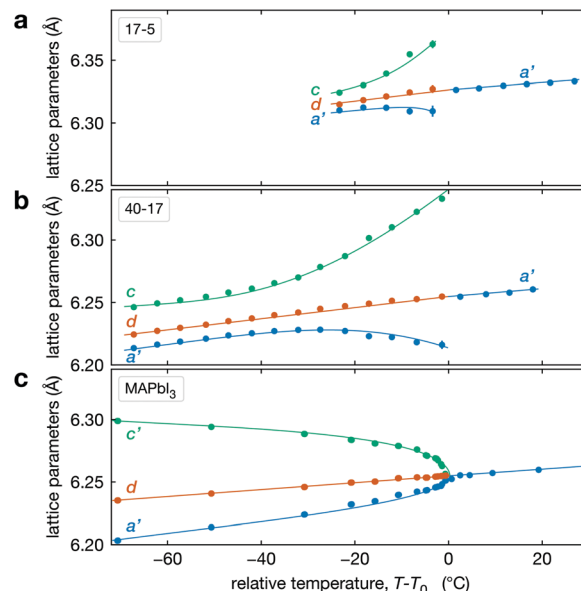 a
17-5
lattice parameters (Å)
6.35
6.30
6.25
c
d
a'
a'
b
40-17
lattice parameters (Å)
6.30
6.25
6.20
c
d
a'
a'
c
MAPbI₃
lattice parameters (Å)
6.30
6.25
6.20
c'
d
a'
a'
−60 −40 −20 0 20
relative temperature, T-T₀ (°C)